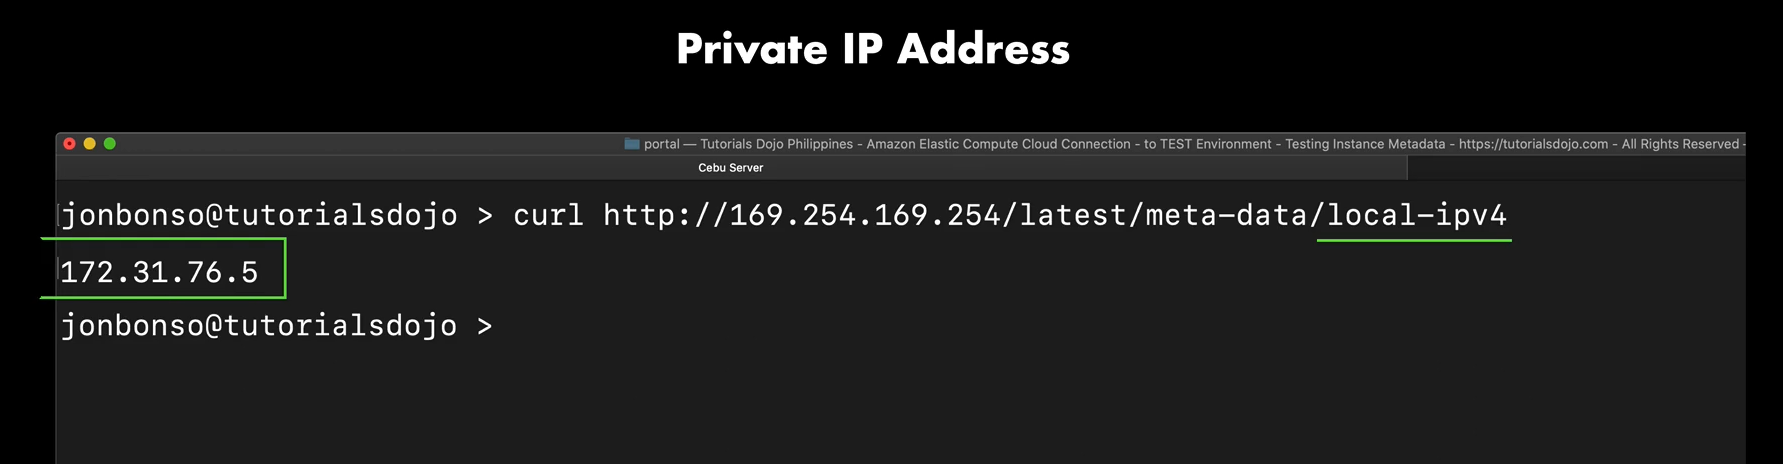 Private IP Address
portal — Tutorials Dojo Philippines - Amazon Elastic Compute Cloud Connection - to TEST Environment - Testing Instance Metadata - https://tutorialsdojo.com - All Rights Reserved -
Cebu Server
jonbonso@tutorialsdojo > curl http://169.254.169.254/latest/meta-data/local-ipv4
172.31.76.5
jonbonso@tutorialsdojo >